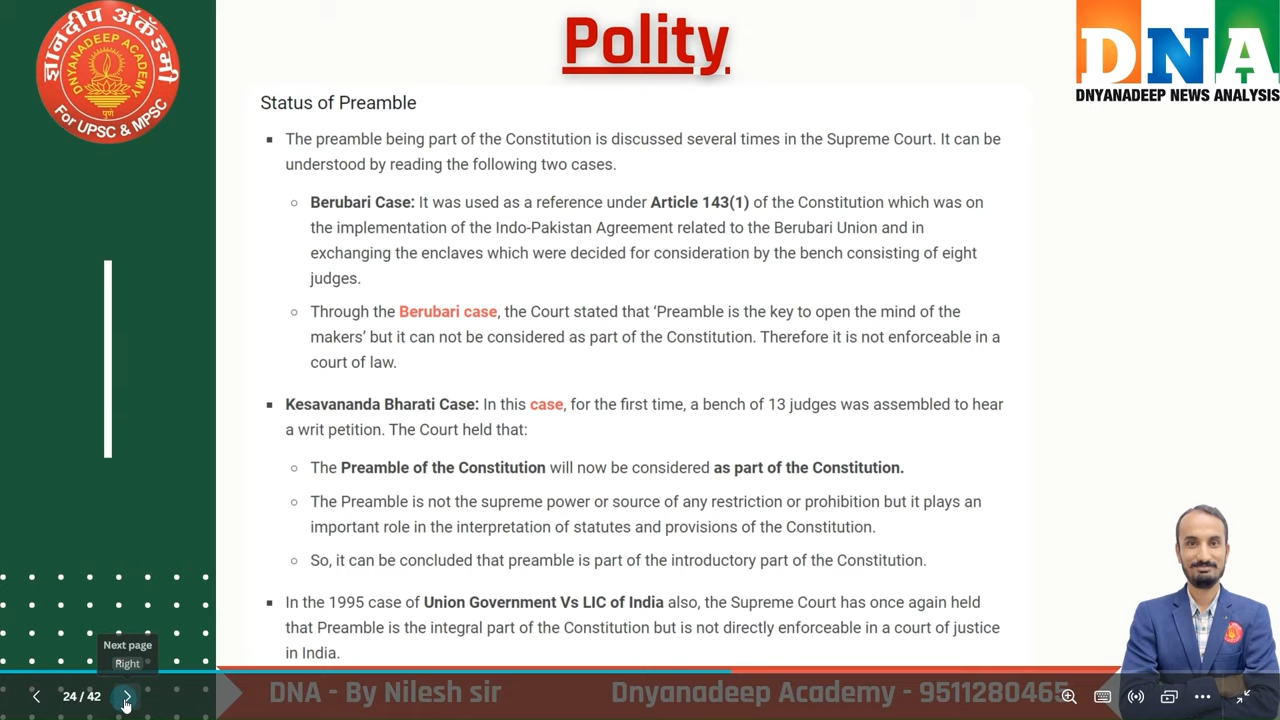 Polity
ज्ञानदीप अॅकॅडमी
DNYANADEEP ACADEMY
पुणे
For UPSC & MPSC
DNA
DNYANADEEP NEWS ANALYSIS
Status of Preamble
The preamble being part of the Constitution is discussed several times in the Supreme Court. It can be
understood by reading the following two cases.
Berubari Case: It was used as a reference under Article 143(1) of the Constitution which was on
the implementation of the Indo-Pakistan Agreement related to the Berubari Union and in
exchanging the enclaves which were decided for consideration by the bench consisting of eight
judges.
Through the Berubari case, the Court stated that ‘Preamble is the key to open the mind of the
makers’ but it can not be considered as part of the Constitution. Therefore it is not enforceable in a
court of law.
Kesavananda Bharati Case: In this case, for the first time, a bench of 13 judges was assembled to hear
a writ petition. The Court held that:
The Preamble of the Constitution will now be considered as part of the Constitution.
The Preamble is not the supreme power or source of any restriction or prohibition but it plays an
important role in the interpretation of statutes and provisions of the Constitution.
So, it can be concluded that preamble is part of the introductory part of the Constitution.
In the 1995 case of Union Government Vs LIC of India also, the Supreme Court has once again held
that Preamble is the integral part of the Constitution but is not directly enforceable in a court of justice
in India.
Next page
Right
24 / 42
DNA - By Nilesh sir
Dnyanadeep Academy - 9511280465